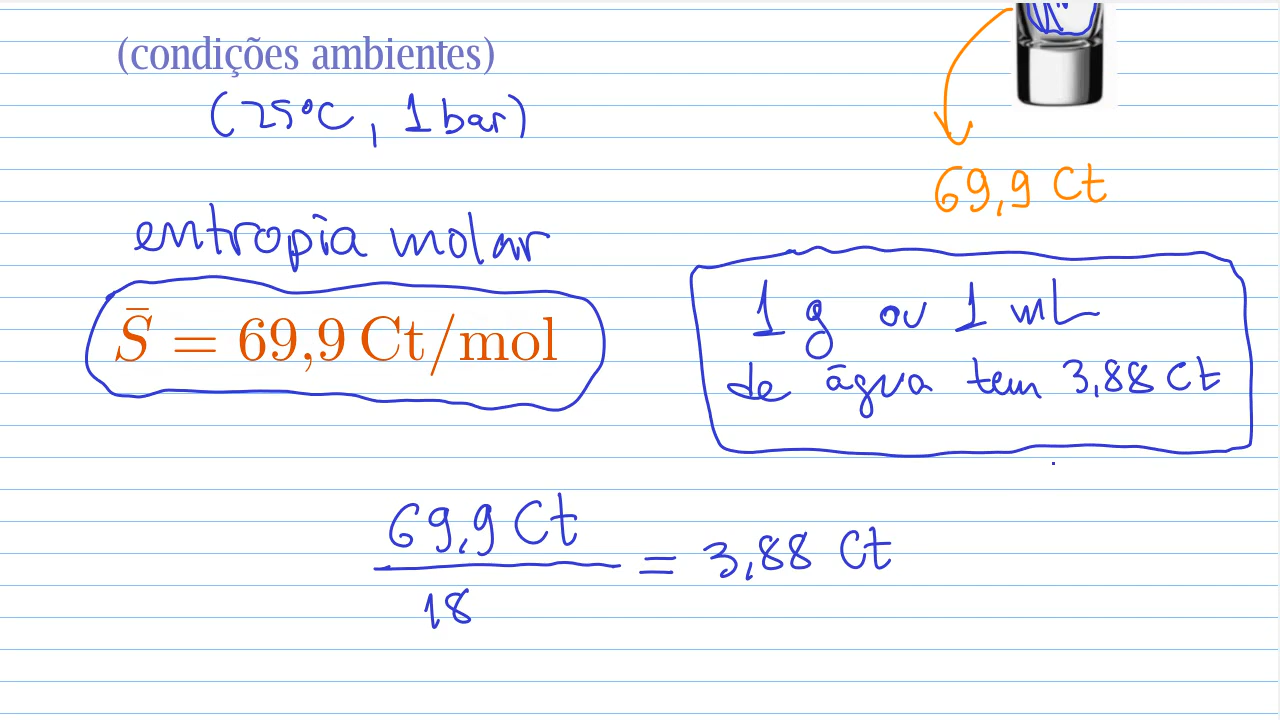 (condições ambientes)
(25°C, 1 bar)
69,9 Ct
entropia molar
S̄ = 69,9 Ct/mol
1 g ou 1 mL
de água tem 3,88 Ct
69,9 Ct
18
= 3,88 Ct